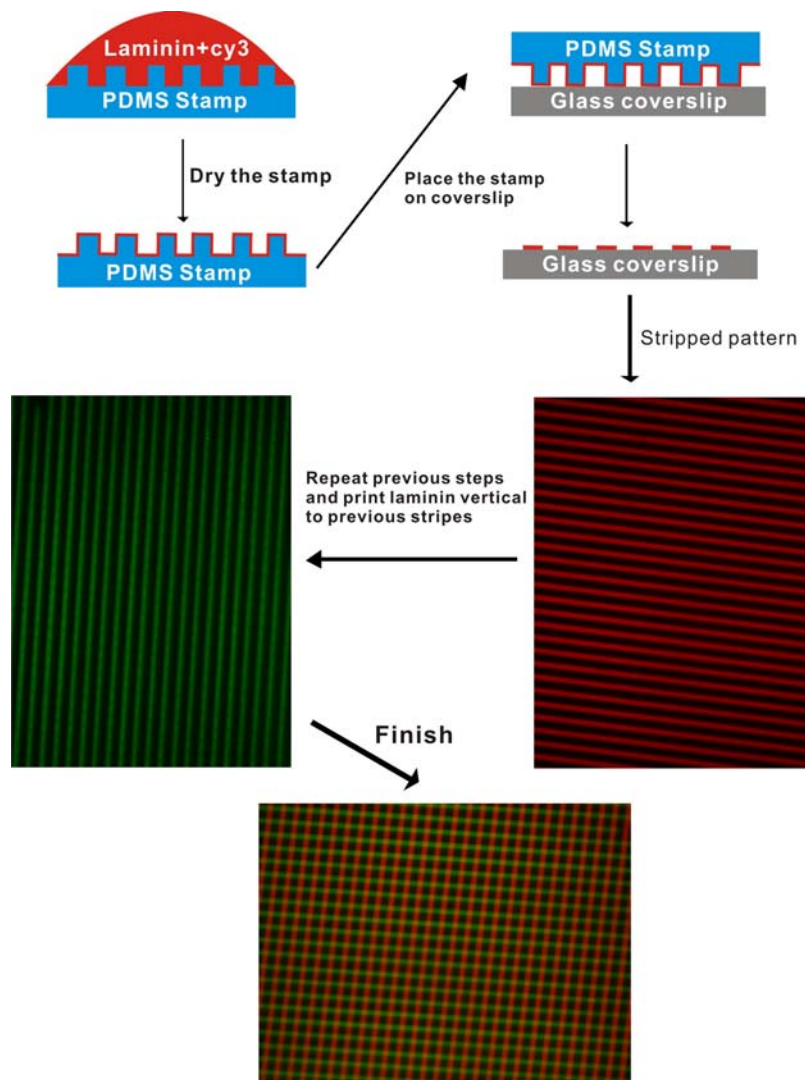 Laminin+cy3
PDMS Stamp
Dry the stamp
PDMS Stamp
Place the stamp
on coverslip
PDMS Stamp
Glass coverslip
Glass coverslip
Stripped pattern
Repeat previous steps
and print laminin vertical
to previous stripes
Finish